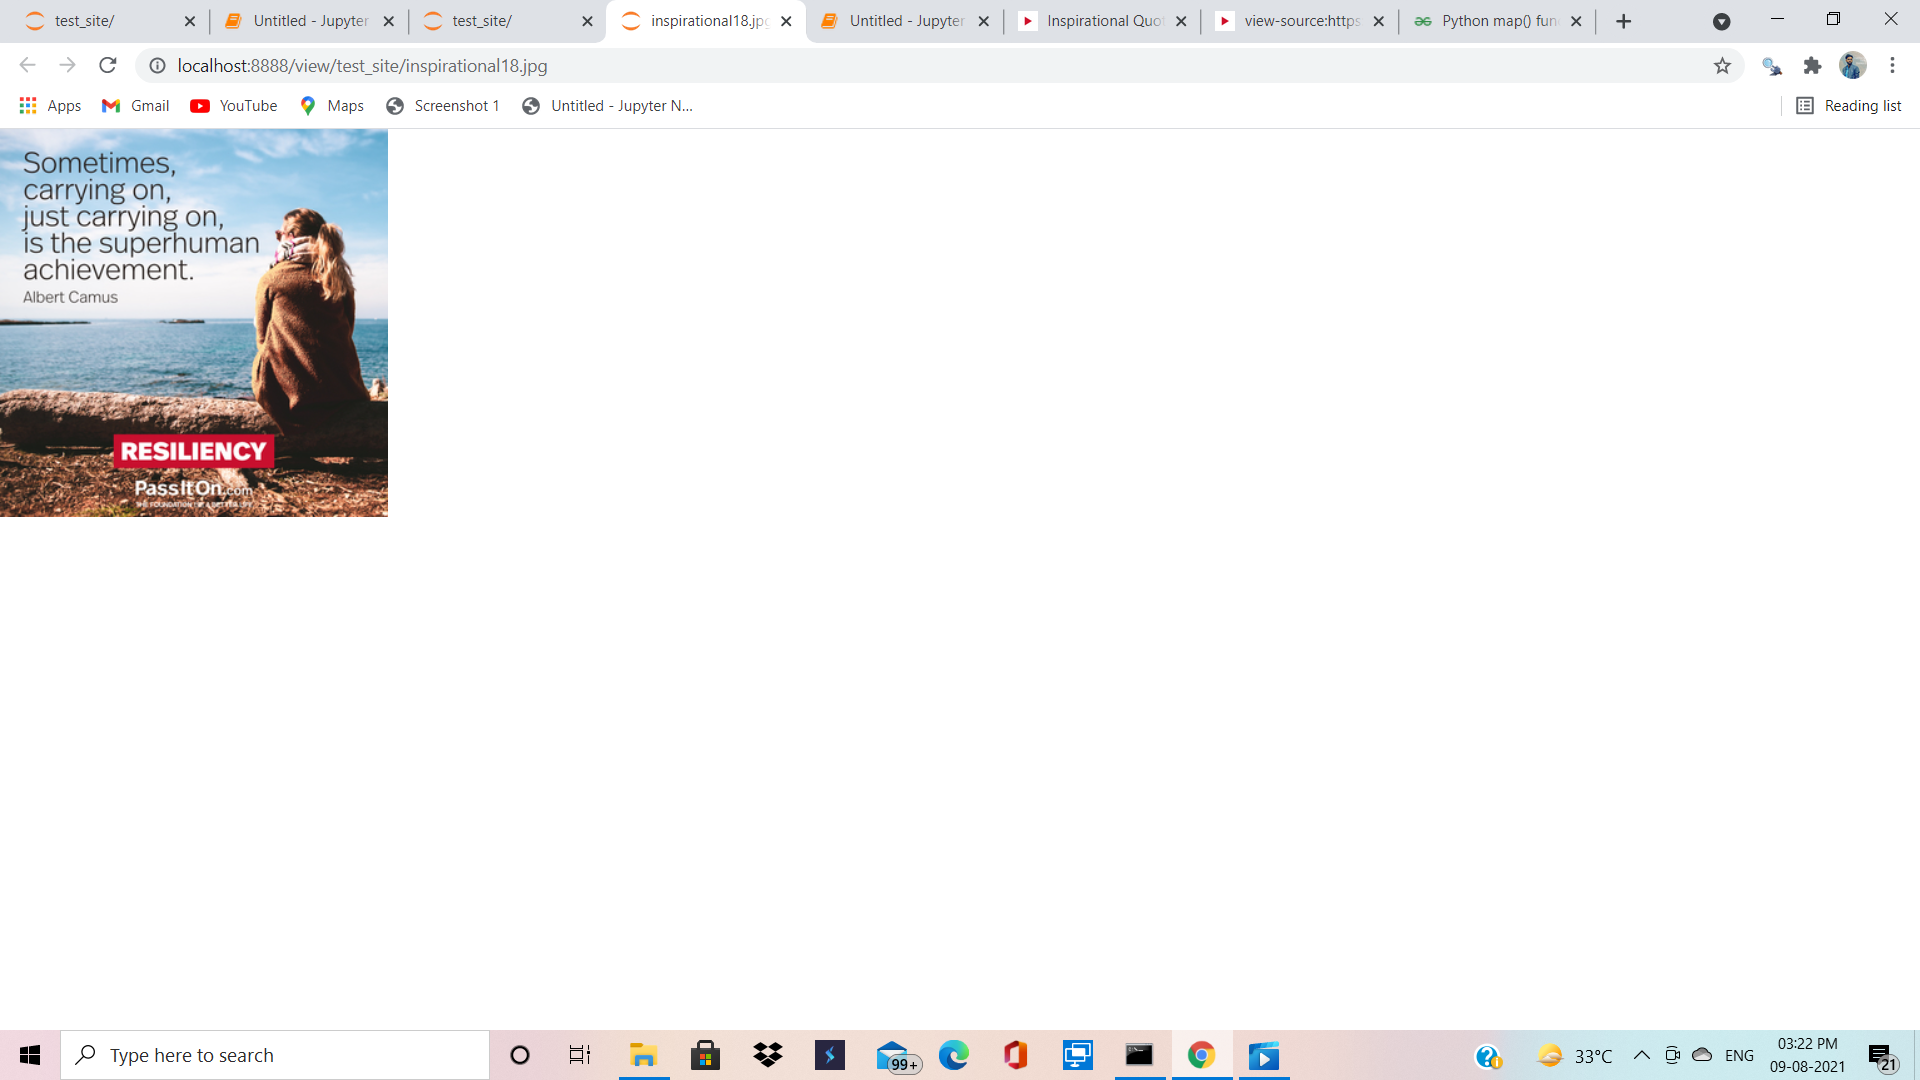 test_site/
Untitled - Jupyter
test_site/
inspirational18.jp
Untitled - Jupyter
Inspirational Quo
view-source:https
Python map() fun
localhost:8888/view/test_site/inspirational18.jpg
Apps
Gmail
YouTube
Maps
Screenshot 1
Untitled - Jupyter N...
Reading list
Sometimes,
carrying on,
just carrying on,
is the superhuman
achievement.
Albert Camus
RESILIENCY
PassItOn.com
THE FOUNDATION FOR A BETTER LIFE
Type here to search
99+
33°C
ENG
03:22 PM
09-08-2021
21